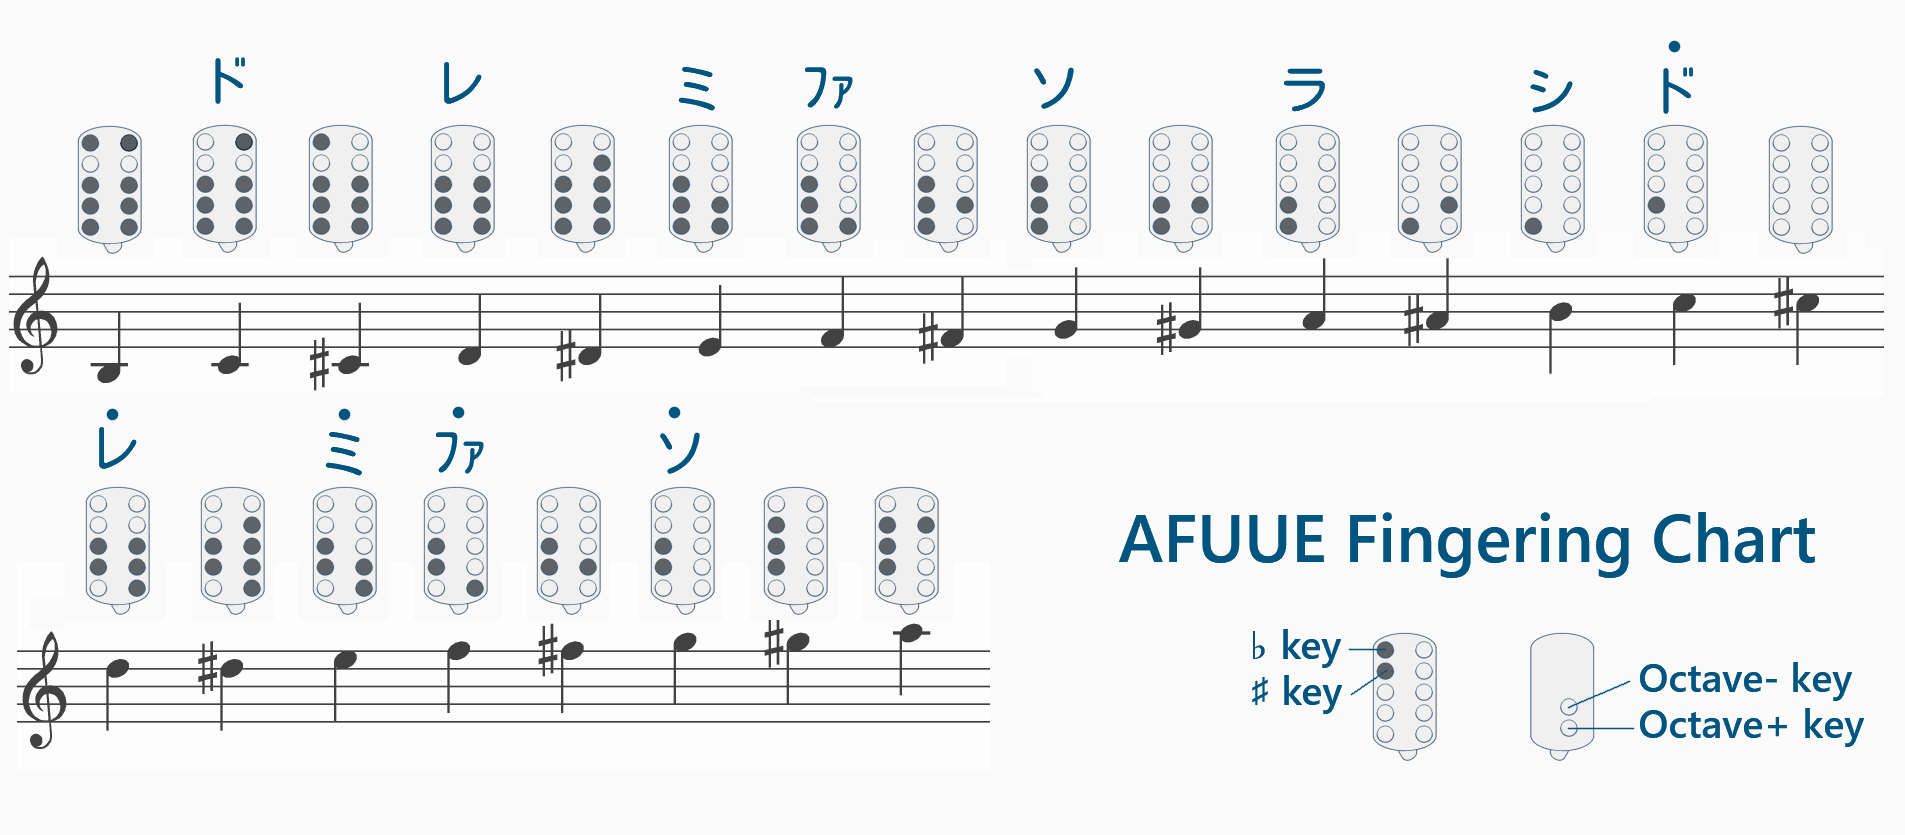 ド レ ミ ファ ソ ラ シ ド
レ ミ ファ ソ
AFUUE Fingering Chart
♭ key
♯ key
Octave- key
Octave+ key